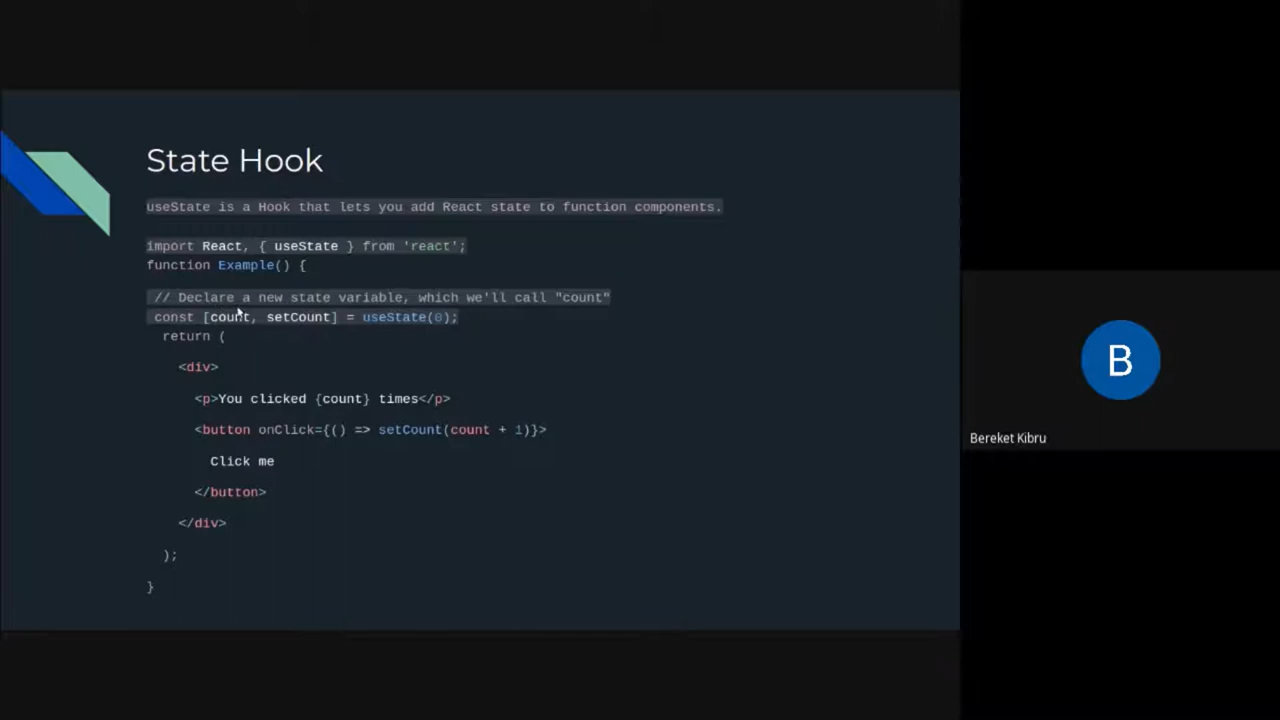 State Hook
useState is a Hook that lets you add React state to function components.
import React, { useState } from 'react';
function Example() {
// Declare a new state variable, which we'll call "count"
const [count, setCount] = useState(0);
return (
<div>
<p>You clicked {count} times</p>
<button onClick={() => setCount(count + 1)}>
Click me
</button>
</div>
);
}
B
Bereket Kibru